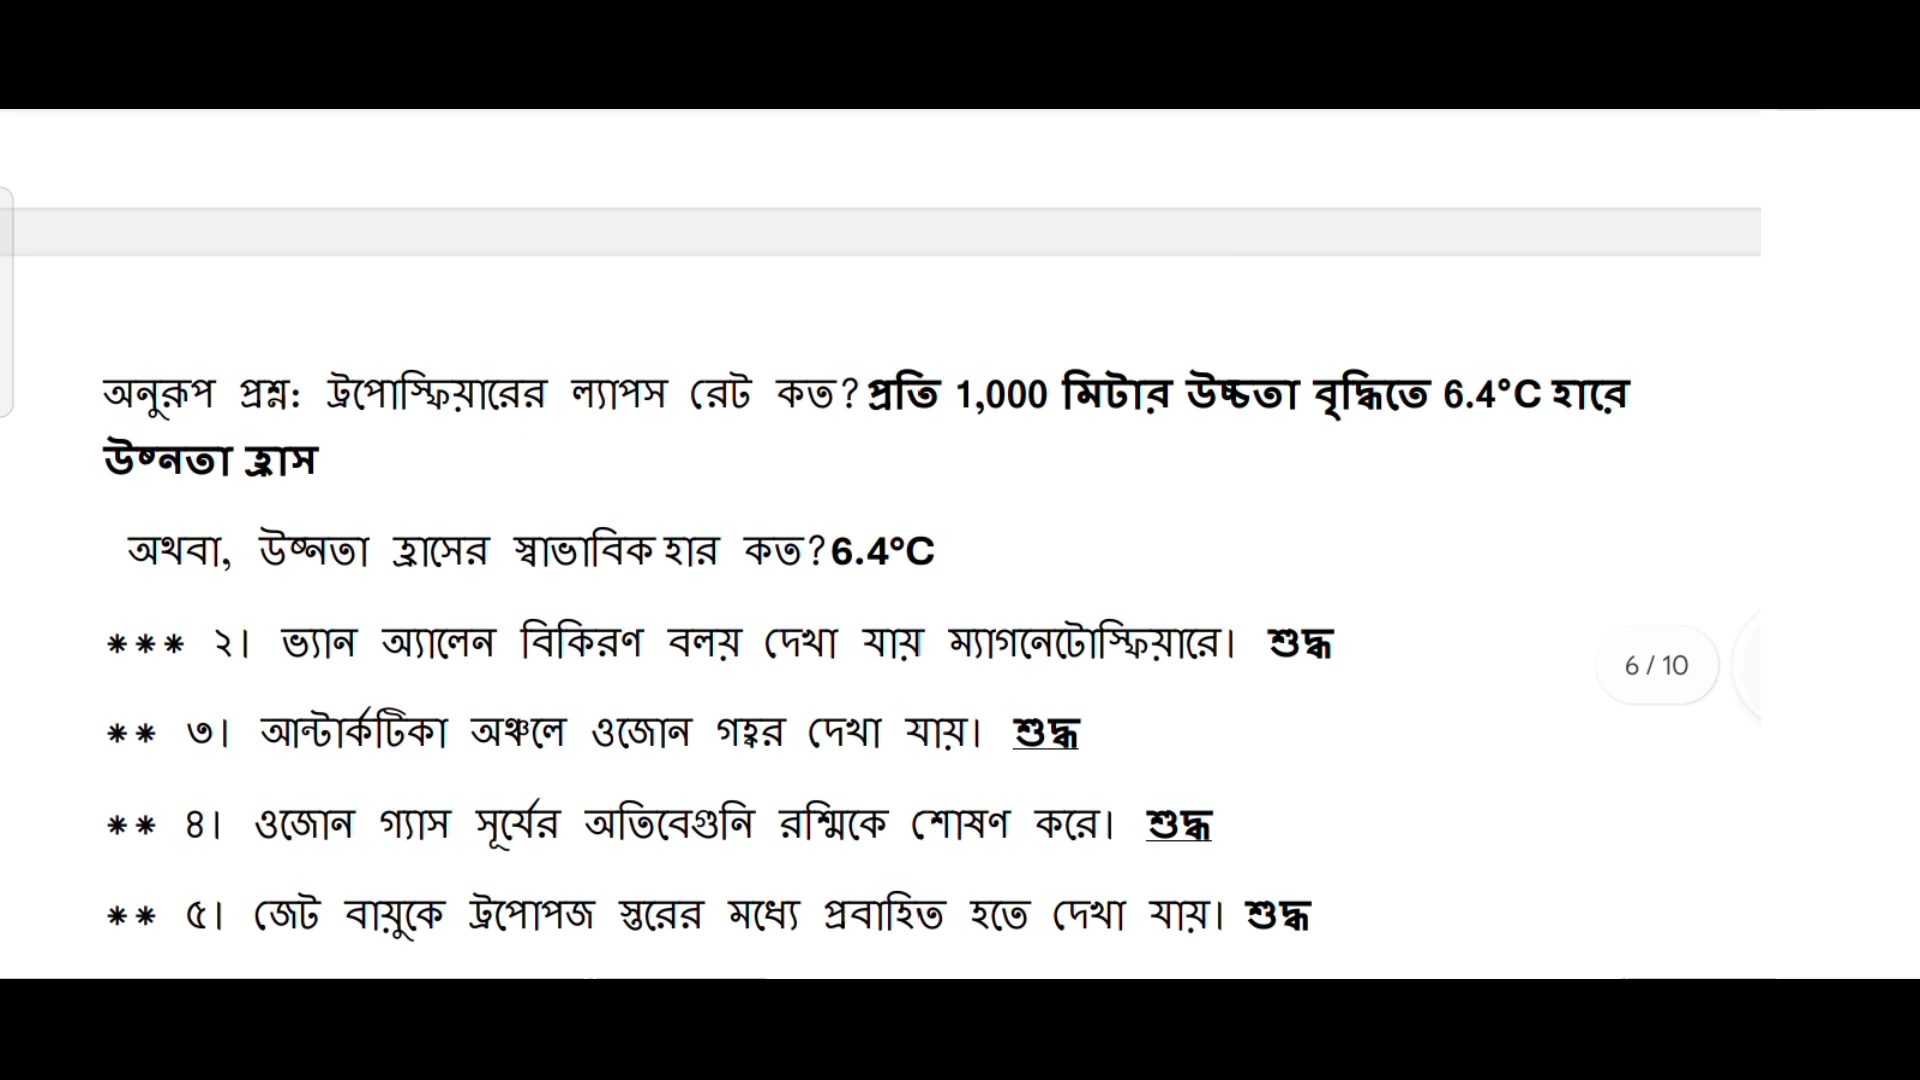 অনুরূপ প্রশ্ন: ট্রপোস্ফিয়ারের ল্যাপস রেট কত? প্রতি 1,000 মিটার উচ্চতা বৃদ্ধিতে 6.4°C হারে
উষ্নতা হ্রাস
অথবা, উষ্নতা হ্রাসের স্বাভাবিক হার কত? 6.4°C
*** ২। ভ্যান অ্যালেন বিকিরণ বলয় দেখা যায় ম্যাগনেটোস্ফিয়ারে। শুদ্ধ
6 / 10
** ৩। আন্টার্কটিকা অঞ্চলে ওজোন গহ্বর দেখা যায়। শুদ্ধ
** ৪। ওজোন গ্যাস সূর্যের অতিবেগুনি রশ্মিকে শোষণ করে। শুদ্ধ
** ৫। জেট বায়ুকে ট্রপোপজ স্তরের মধ্যে প্রবাহিত হতে দেখা যায়। শুদ্ধ